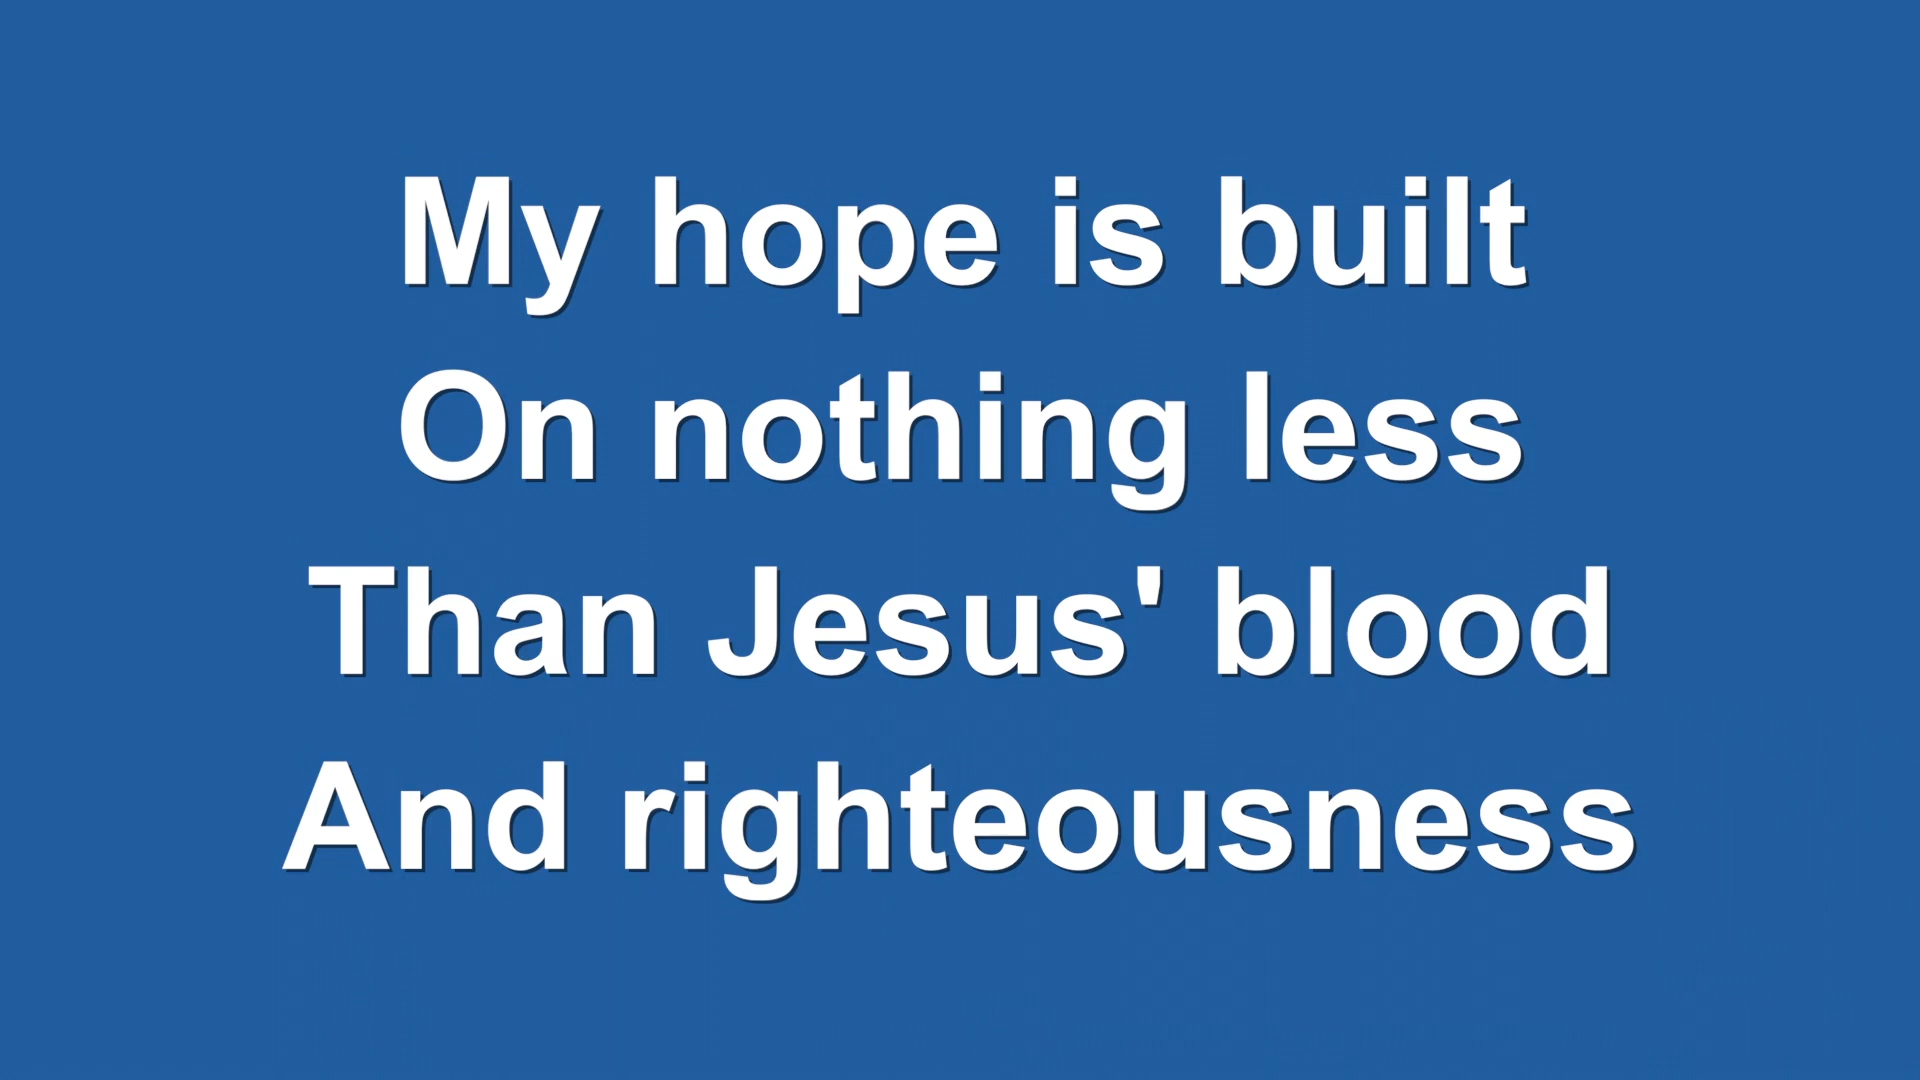 My hope is built
On nothing less
Than Jesus' blood
And righteousness